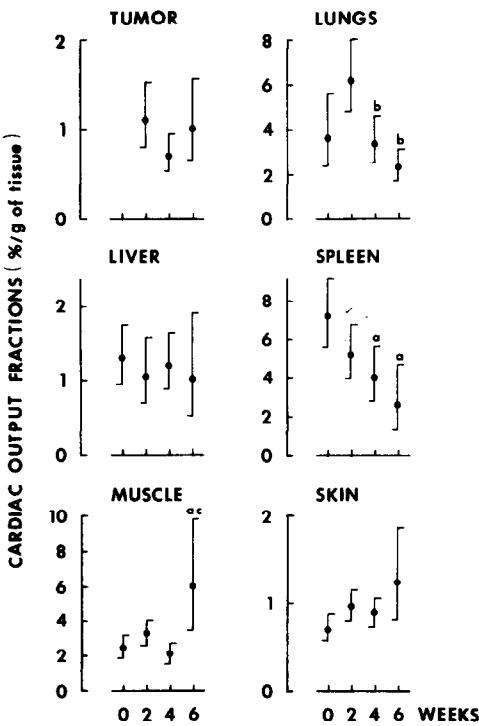 TUMOR
LUNGS
2
1
0
8
6
4
2
0
b
b
CARDIAC OUTPUT FRACTIONS (%/g of tissue)
LIVER
SPLEEN
2
1
0
8
6
4
2
0
a
a
MUSCLE
SKIN
10
8
6
4
2
0
ac
2
1
0
0 2 4 6
0 2 4 6 WEEKS